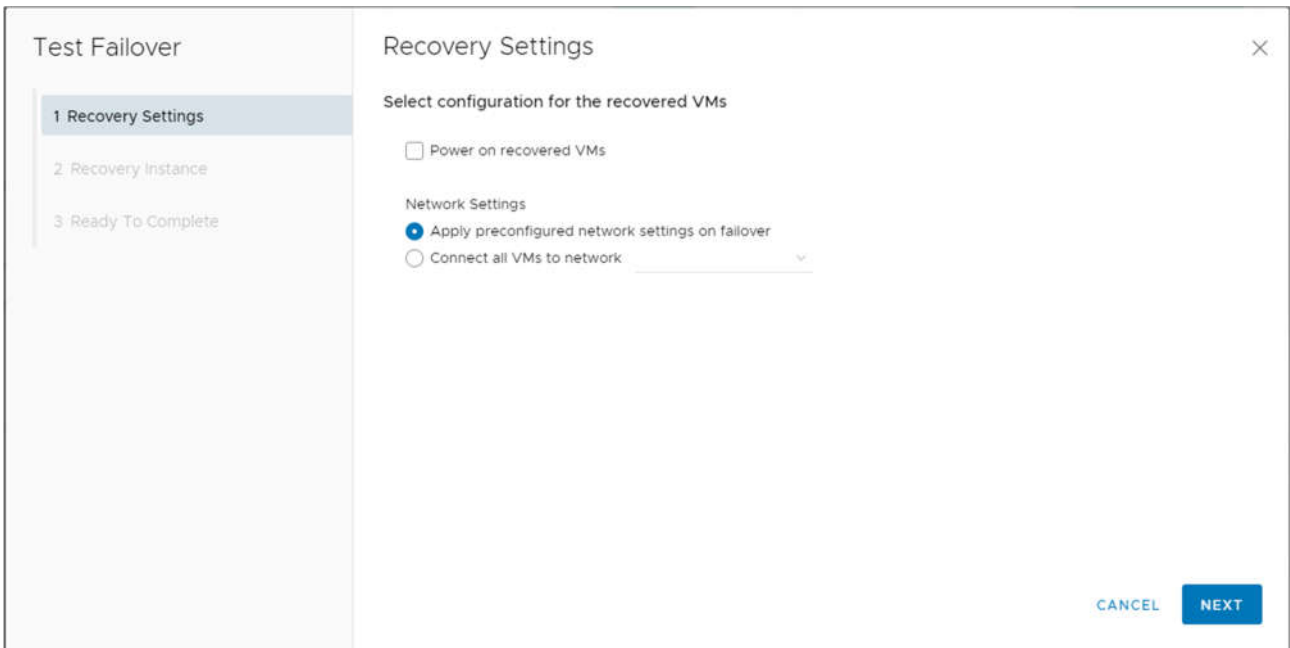 Test Failover
1 Recovery Settings
2 Recovery Instance
3 Ready To Complete
Recovery Settings
Select configuration for the recovered VMs
Power on recovered VMs
Network Settings
Apply preconfigured network settings on failover
Connect all VMs to network
CANCEL
NEXT